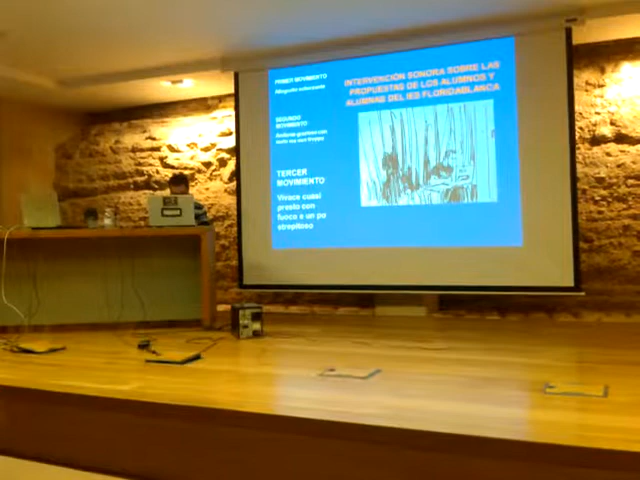 PRIMER MOVIMIENTO
INTERVENCIÓN SONORA SOBRE LAS
PROPUESTAS DE LOS ALUMNOS Y
ALUMNAS DEL IES FLORIDABLANCA
SEGUNDO
MOVIMIENTO
TERCER
MOVIMIENTO
Vivace cuasi
presto con
fuoco e un po
strepitoso